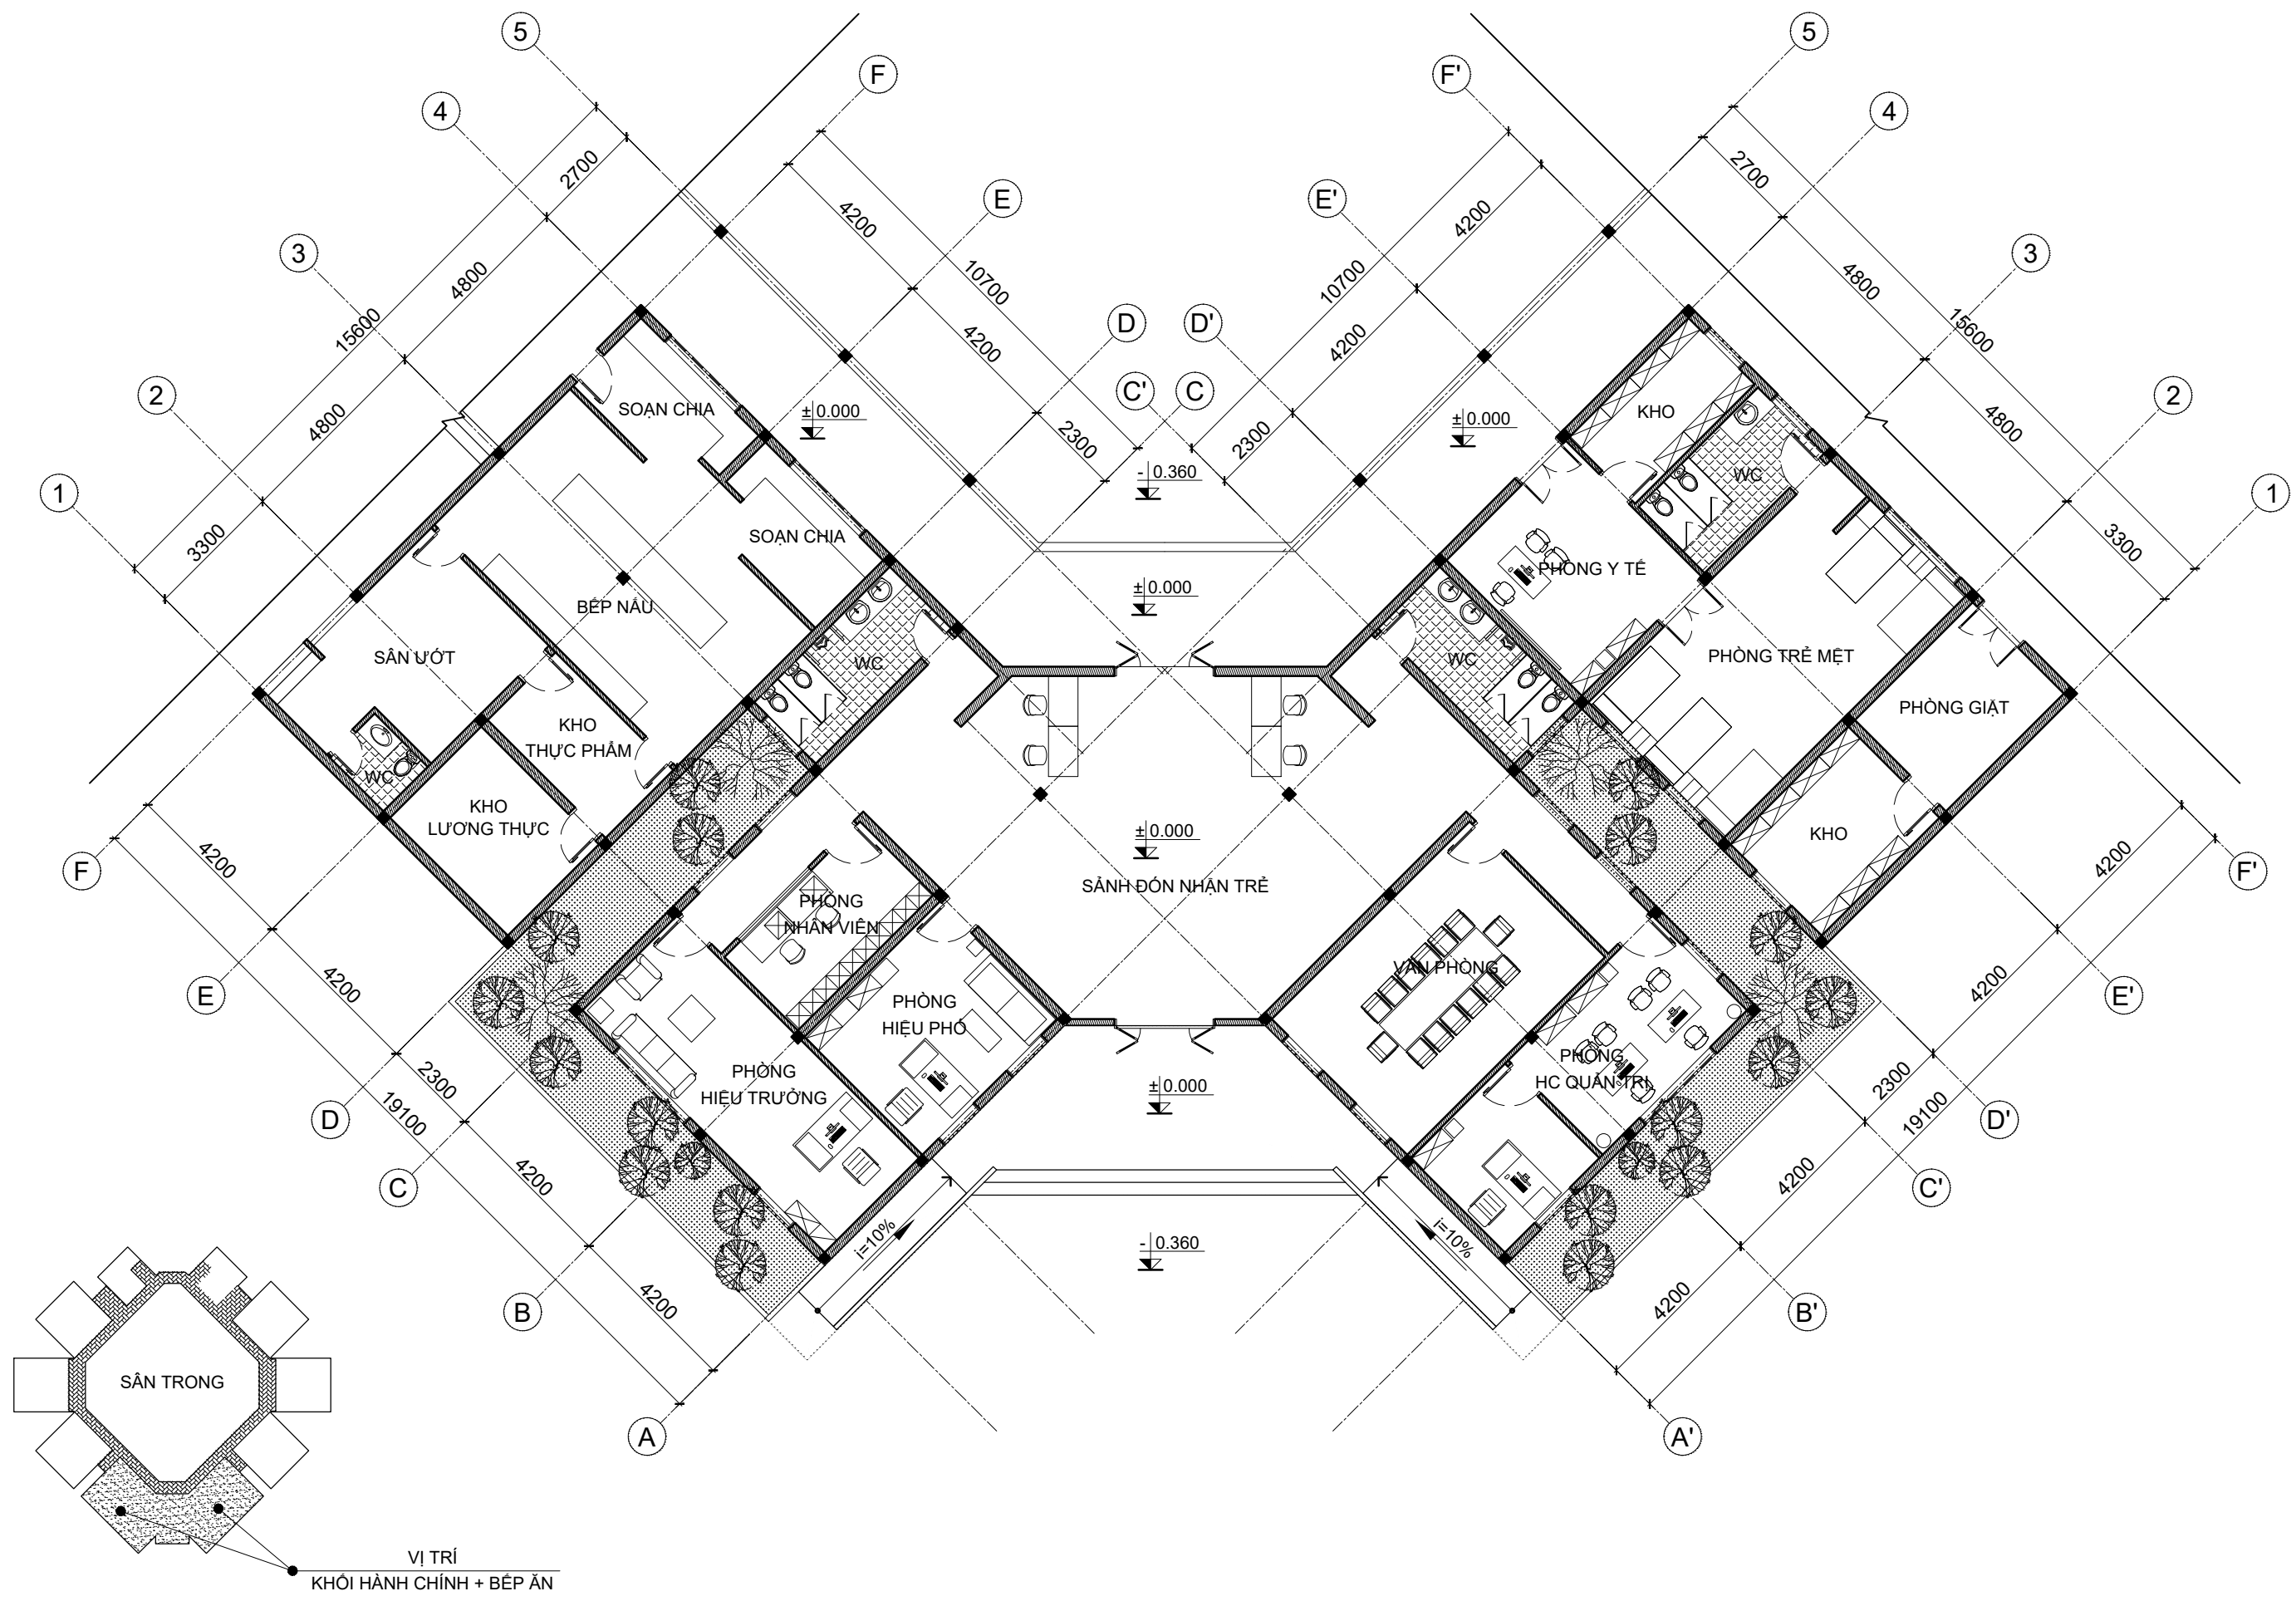 5
F
F'
5
4
4
E
E'
3
3
D
D'
2
C'
C
2
1
1
2700
4800
4800
3300
15600
4200
4200
2300
10700
4200
4200
2300
10700
2700
4800
4800
3300
15600
± 0.000
- 0.360
± 0.000
± 0.000
SOẠN CHIA
SOẠN CHIA
BẾP NẤU
SÂN ƯỚT
KHO
THỰC PHẨM
WC
KHO
LƯƠNG THỰC
WC
KHO
WC
PHÒNG Y TẾ
WC
PHÒNG TRẺ MỆT
PHÒNG GIẶT
KHO
± 0.000
SẢNH ĐÓN NHẬN TRẺ
PHÒNG
NHÂN VIÊN
PHÒNG
HIỆU PHÓ
PHÒNG
HIỆU TRƯỞNG
VĂN PHÒNG
PHÒNG
HC QUẢN TRỊ
± 0.000
- 0.360
i=10%
i=10%
F
E
D
C
B
A
4200
4200
2300
4200
4200
19100
F'
E'
D'
C'
B'
A'
4200
4200
2300
4200
4200
19100
SÂN TRONG
VỊ TRÍ
KHỐI HÀNH CHÍNH + BẾP ĂN